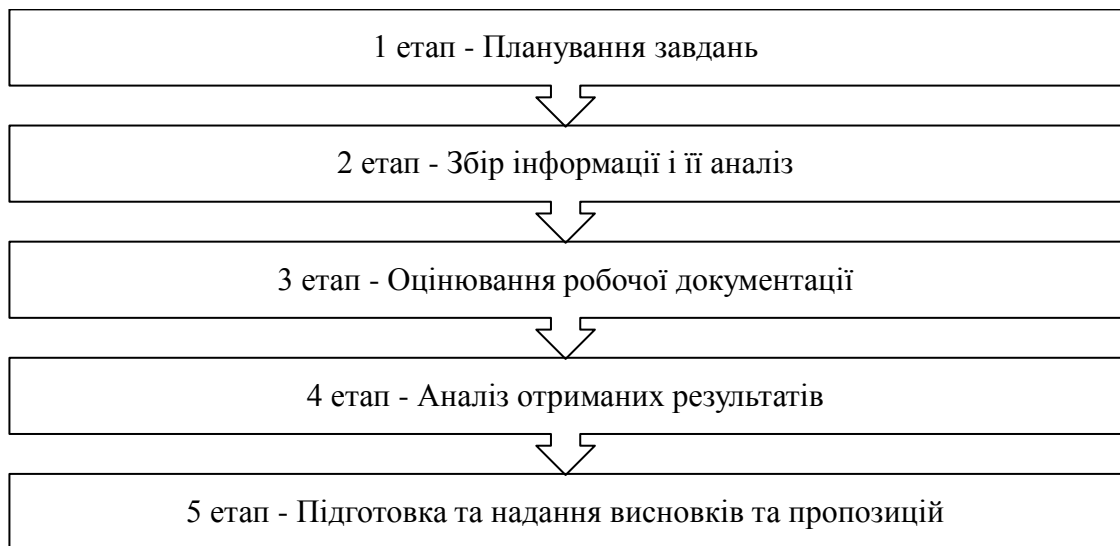 1 етап - Планування завдань
2 етап - Збір інформації і її аналіз
3 етап - Оцінювання робочої документації
4 етап - Аналіз отриманих результатів
5 етап - Підготовка та надання висновків та пропозицій